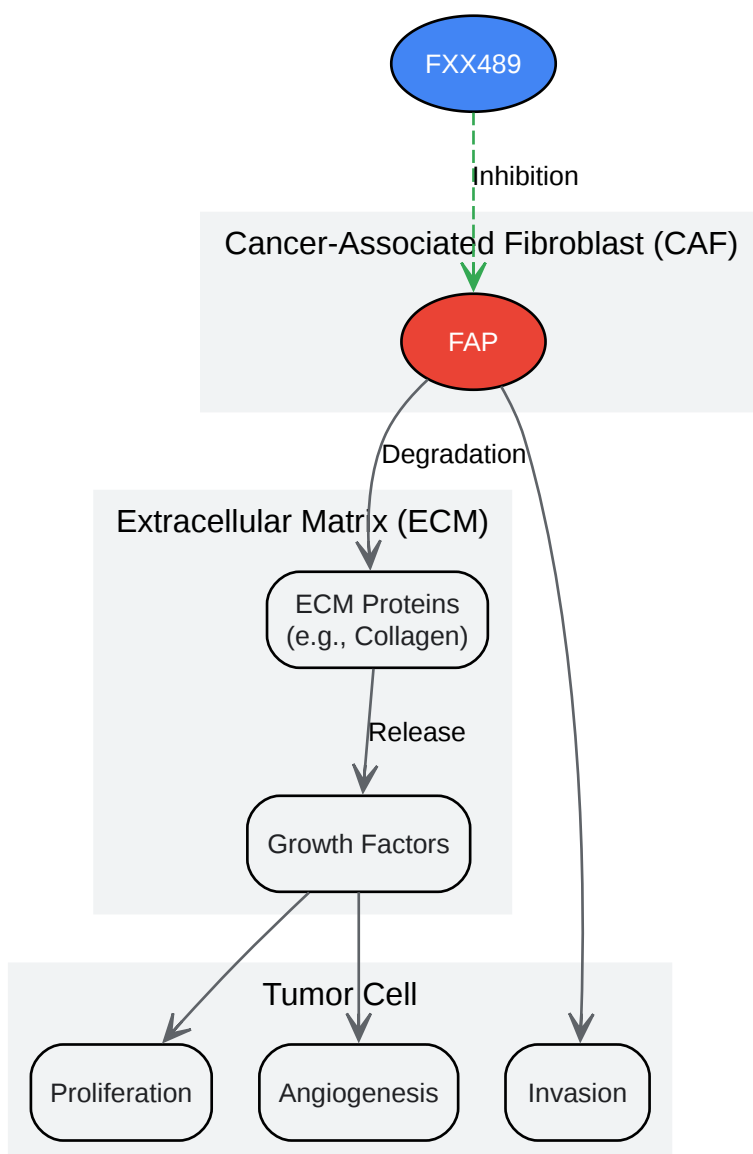 FXX489
Inhibition
Cancer-Associated Fibroblast (CAF)
FAP
Degradation
Extracellular Matrix (ECM)
ECM Proteins
(e.g., Collagen)
Release
Growth Factors
Tumor Cell
Proliferation
Angiogenesis
Invasion